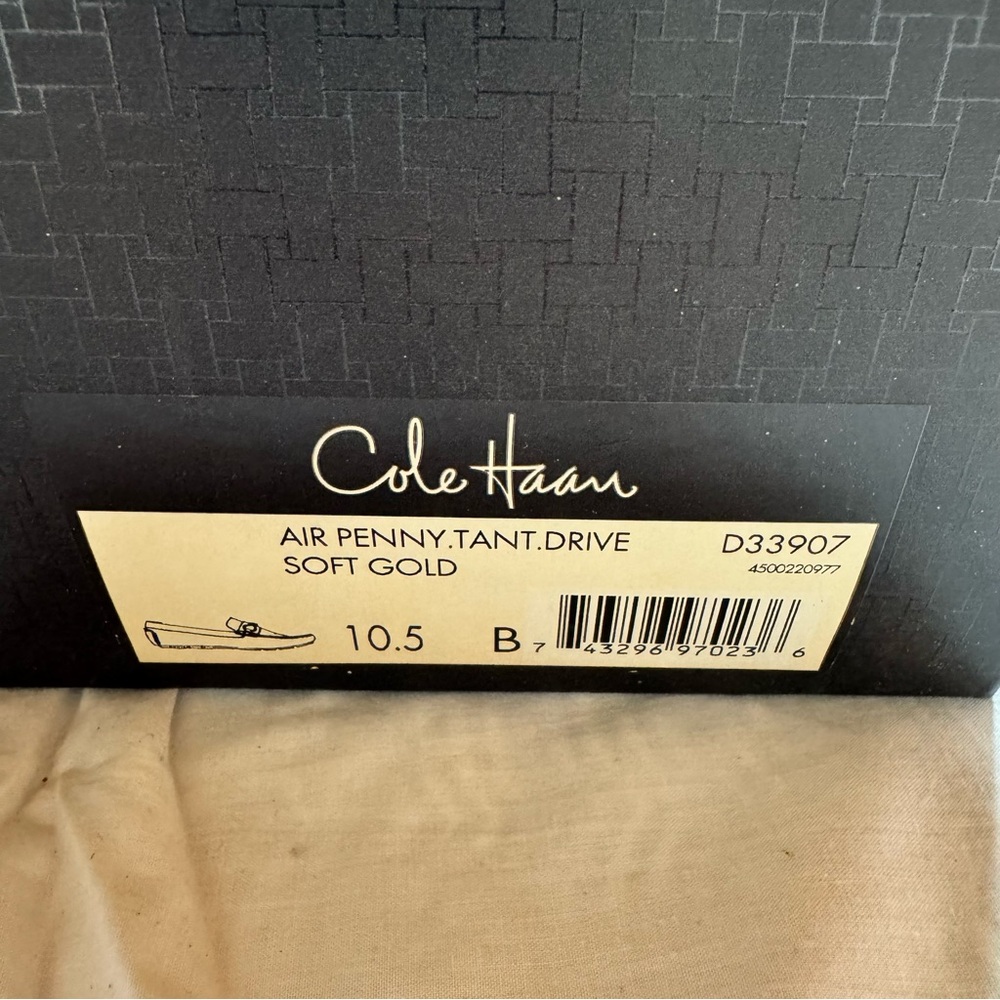 Cole Haan
AIR PENNY.TANT.DRIVE D33907
SOFT GOLD 4500220977
10.5 B 7 43296 97023 6